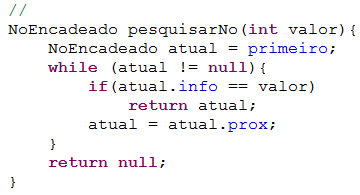 //
NoEncadeado pesquisarNo(int valor){
    NoEncadeado atual = primeiro;
    while (atual != null){
        if(atual.info == valor)
            return atual;
        atual = atual.prox;
    }
    return null;
}